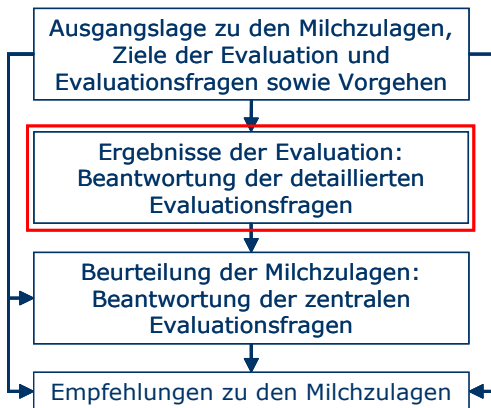 Ausgangslage zu den Milchzulagen,
Ziele der Evaluation und
Evaluationsfragen sowie Vorgehen
Ergebnisse der Evaluation:
Beantwortung der detaillierten
Evaluationsfragen
Beurteilung der Milchzulagen:
Beantwortung der zentralen
Evaluationsfragen
Empfehlungen zu den Milchzulagen